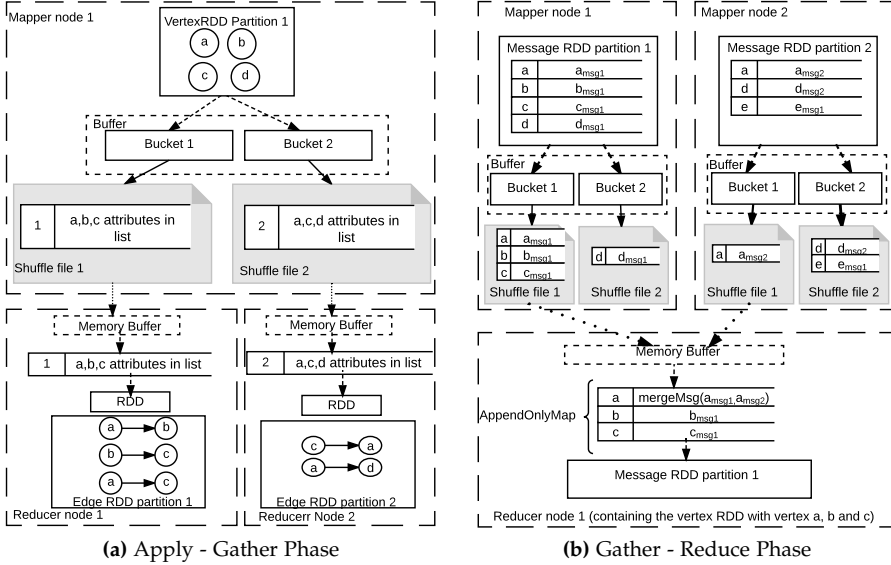 Mapper node 1
VertexRDD Partition 1
a
b
c
d
Buffer
Bucket 1
Bucket 2
1
a,b,c attributes in
list
Shuffle file 1
2
a,c,d attributes in
list
Shuffle file 2
Memory Buffer
1
a,b,c attributes in list
RDD
a
b
b
c
a
c
Edge RDD partition 1
Reducer node 1
Memory Buffer
2
a,c,d attributes in list
RDD
c
a
a
d
Edge RDD partition 2
Reducerr Node 2
(a) Apply - Gather Phase
Mapper node 1
Message RDD partition 1
a amsg1
b bmsg1
c cmsg1
d dmsg1
Buffer
Bucket 1
Bucket 2
a amsg1
b bmsg1
c cmsg1
Shuffle file 1
d dmsg1
Shuffle file 2
Mapper node 2
Message RDD partition 2
a amsg2
d dmsg2
e emsg1
Buffer
Bucket 1
Bucket 2
a amsg2
Shuffle file 1
d dmsg2
e emsg1
Shuffle file 2
Memory Buffer
AppendOnlyMap
a mergeMsg(amsg1,amsg2)
b bmsg1
c cmsg1
Message RDD partition 1
Reducer node 1 (containing the vertex RDD with vertex a, b and c)
(b) Gather - Reduce Phase